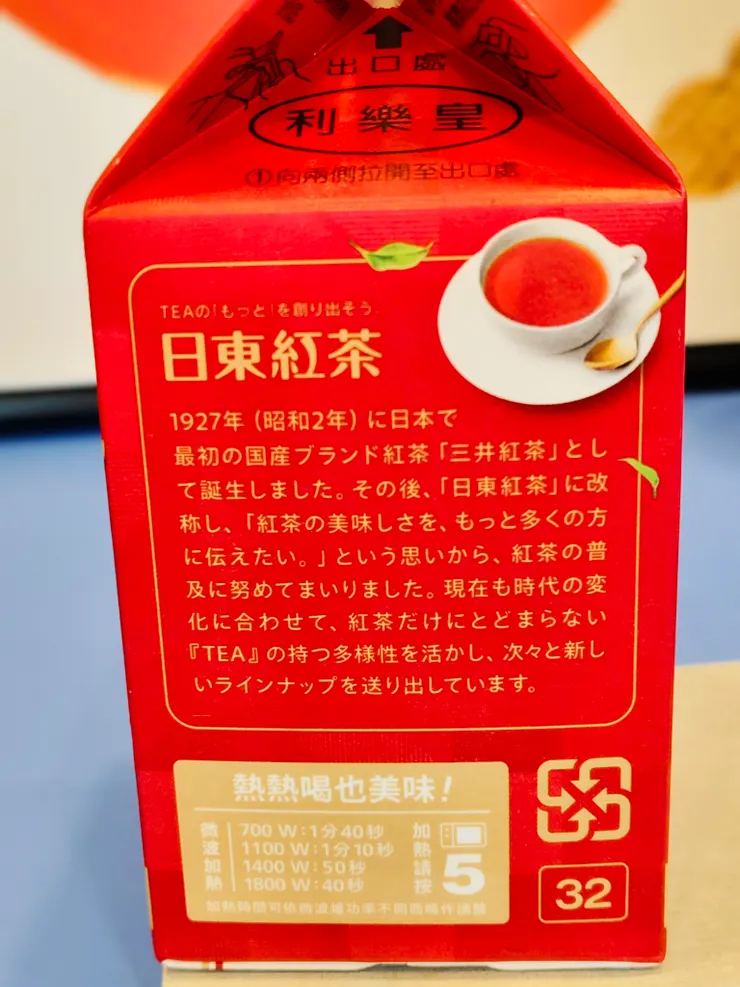 出口處
利樂皇
①向兩側拉開至出口處
TEAの「もっと」を創り出そう。
日東紅茶
1927年（昭和2年）に日本で
最初の国産ブランド紅茶「三井紅茶」とし
て誕生しました。その後、「日東紅茶」に改
称し、「紅茶の美味しさを、もっと多くの方
に伝えたい。」という思いから、紅茶の普
及に努めてまいりました。現在も時代の変
化に合わせて、紅茶だけにとどまらない
『TEA』の持つ多様性を活かし、次々と新し
いラインナップを送り出しています。
熱熱喝也美味!
微波加熱
700 W:1分40秒
1100 W:1分10秒
1400 W:50秒
1800 W:40秒
加熱請按
5
加熱時間可依微波爐功率不同而略作調整
32